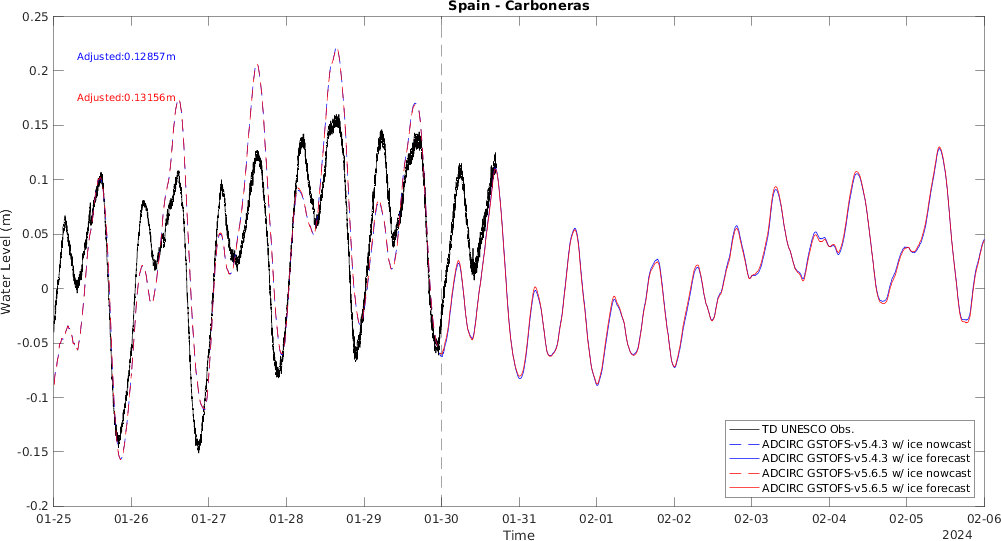 Spain - Carboneras
0.25
0.2
0.15
0.1
0.05
0
-0.05
-0.1
-0.15
-0.2
Water Level (m)
Adjusted:0.12857m
Adjusted:0.13156m
TD UNESCO Obs.
ADCIRC GSTOFS-v5.4.3 w/ ice nowcast
ADCIRC GSTOFS-v5.4.3 w/ ice forecast
ADCIRC GSTOFS-v5.6.5 w/ ice nowcast
ADCIRC GSTOFS-v5.6.5 w/ ice forecast
01-25 01-26 01-27 01-28 01-29 01-30 01-31 02-01 02-02 02-03 02-04 02-05 02-06
Time
2024